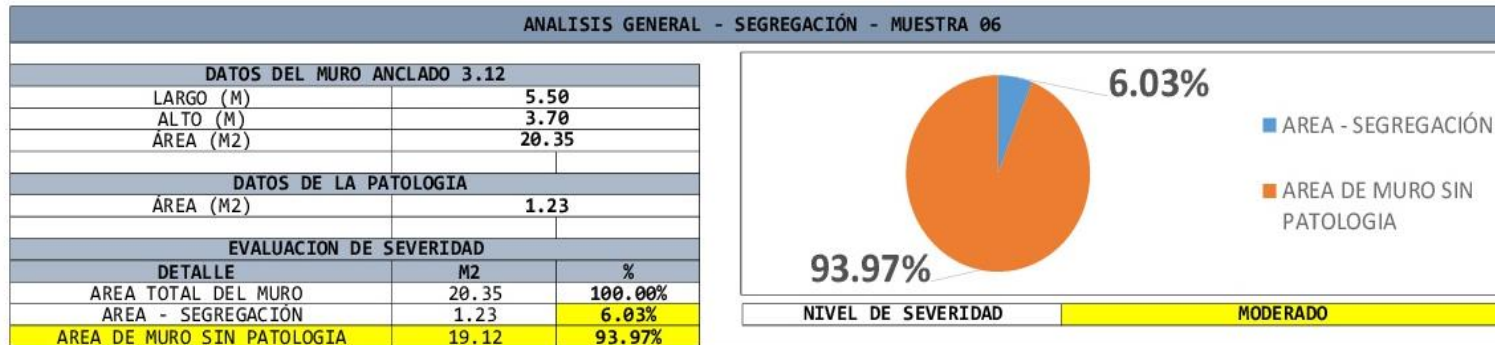 ANALISIS GENERAL - SEGREGACIÓN - MUESTRA 06
DATOS DEL MURO ANCLADO 3.12
LARGO (M) 5.50
ALTO (M) 3.70
ÁREA (M2) 20.35
DATOS DE LA PATOLOGIA
ÁREA (M2) 1.23
EVALUACION DE SEVERIDAD
DETALLE M2 %
AREA TOTAL DEL MURO 20.35 100.00%
AREA - SEGREGACIÓN 1.23 6.03%
AREA DE MURO SIN PATOLOGIA 19.12 93.97%
6.03%
93.97%
AREA - SEGREGACIÓN
AREA DE MURO SIN
PATOLOGIA
NIVEL DE SEVERIDAD MODERADO